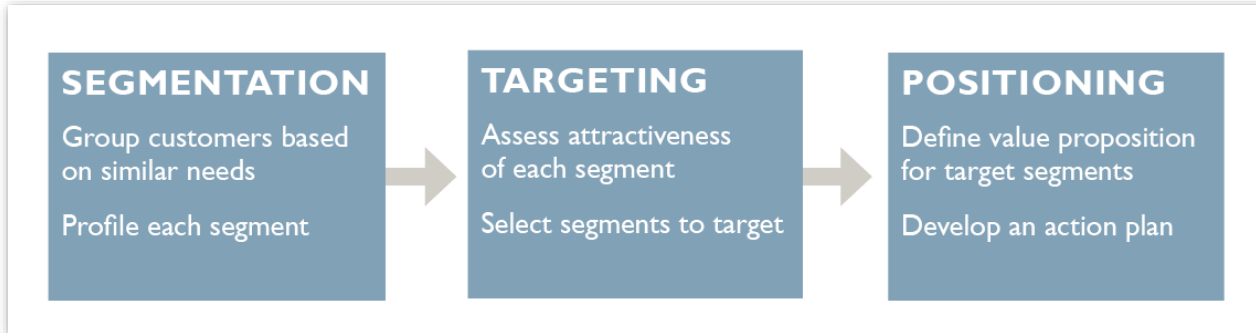 SEGMENTATION
Group customers based
on similar needs
Profile each segment
TARGETING
Assess attractiveness
of each segment
Select segments to target
POSITIONING
Define value proposition
for target segments
Develop an action plan